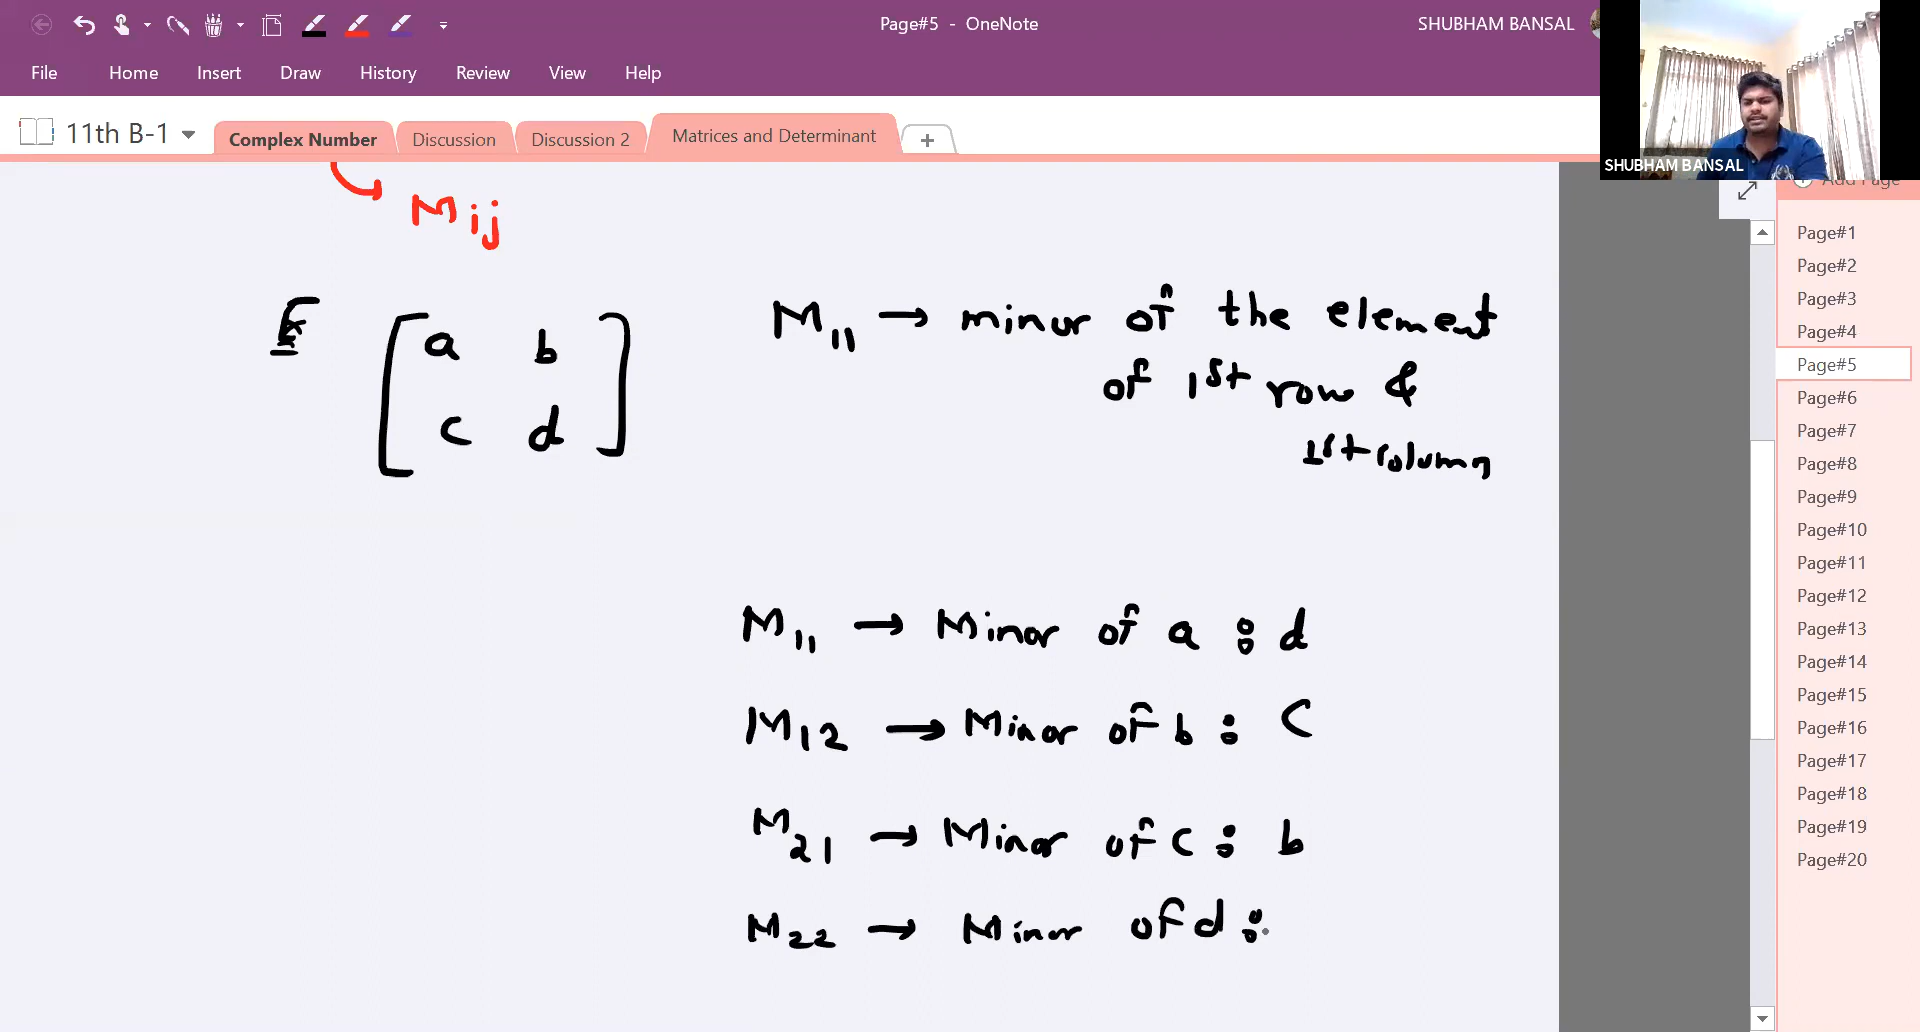 Page#5 - OneNote
SHUBHAM BANSAL
File Home Insert Draw History Review View Help
SHUBHAM BANSAL
11th B-1
Complex Number
Discussion
Discussion 2
Matrices and Determinant
+
Add Page
Mij
Ex
a b
c d
M11 → minor of the element
of 1st row &
1st column
M11 → Minor of a : d
M12 → Minor of b : C
M21 → Minor of c : b
M22 → Minor of d :
Page#1
Page#2
Page#3
Page#4
Page#5
Page#6
Page#7
Page#8
Page#9
Page#10
Page#11
Page#12
Page#13
Page#14
Page#15
Page#16
Page#17
Page#18
Page#19
Page#20